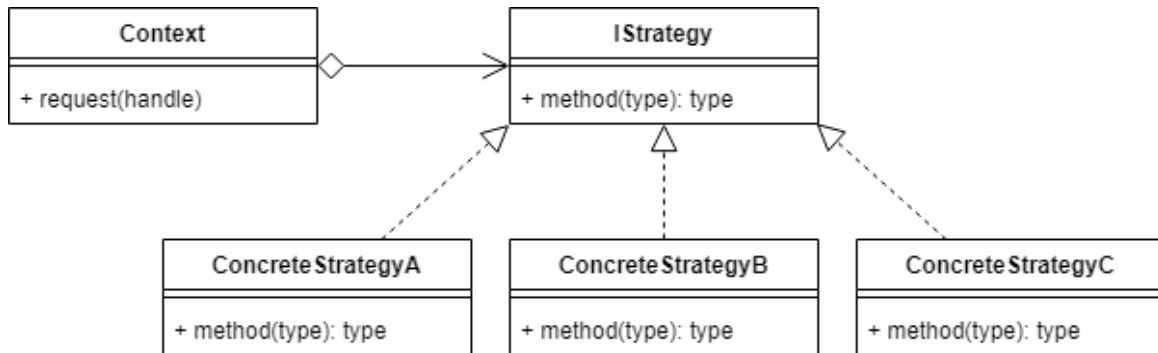 Context
+ request(handle)
IStrategy
+ method(type): type
ConcreteStrategyA
+ method(type): type
ConcreteStrategyB
+ method(type): type
ConcreteStrategyC
+ method(type): type